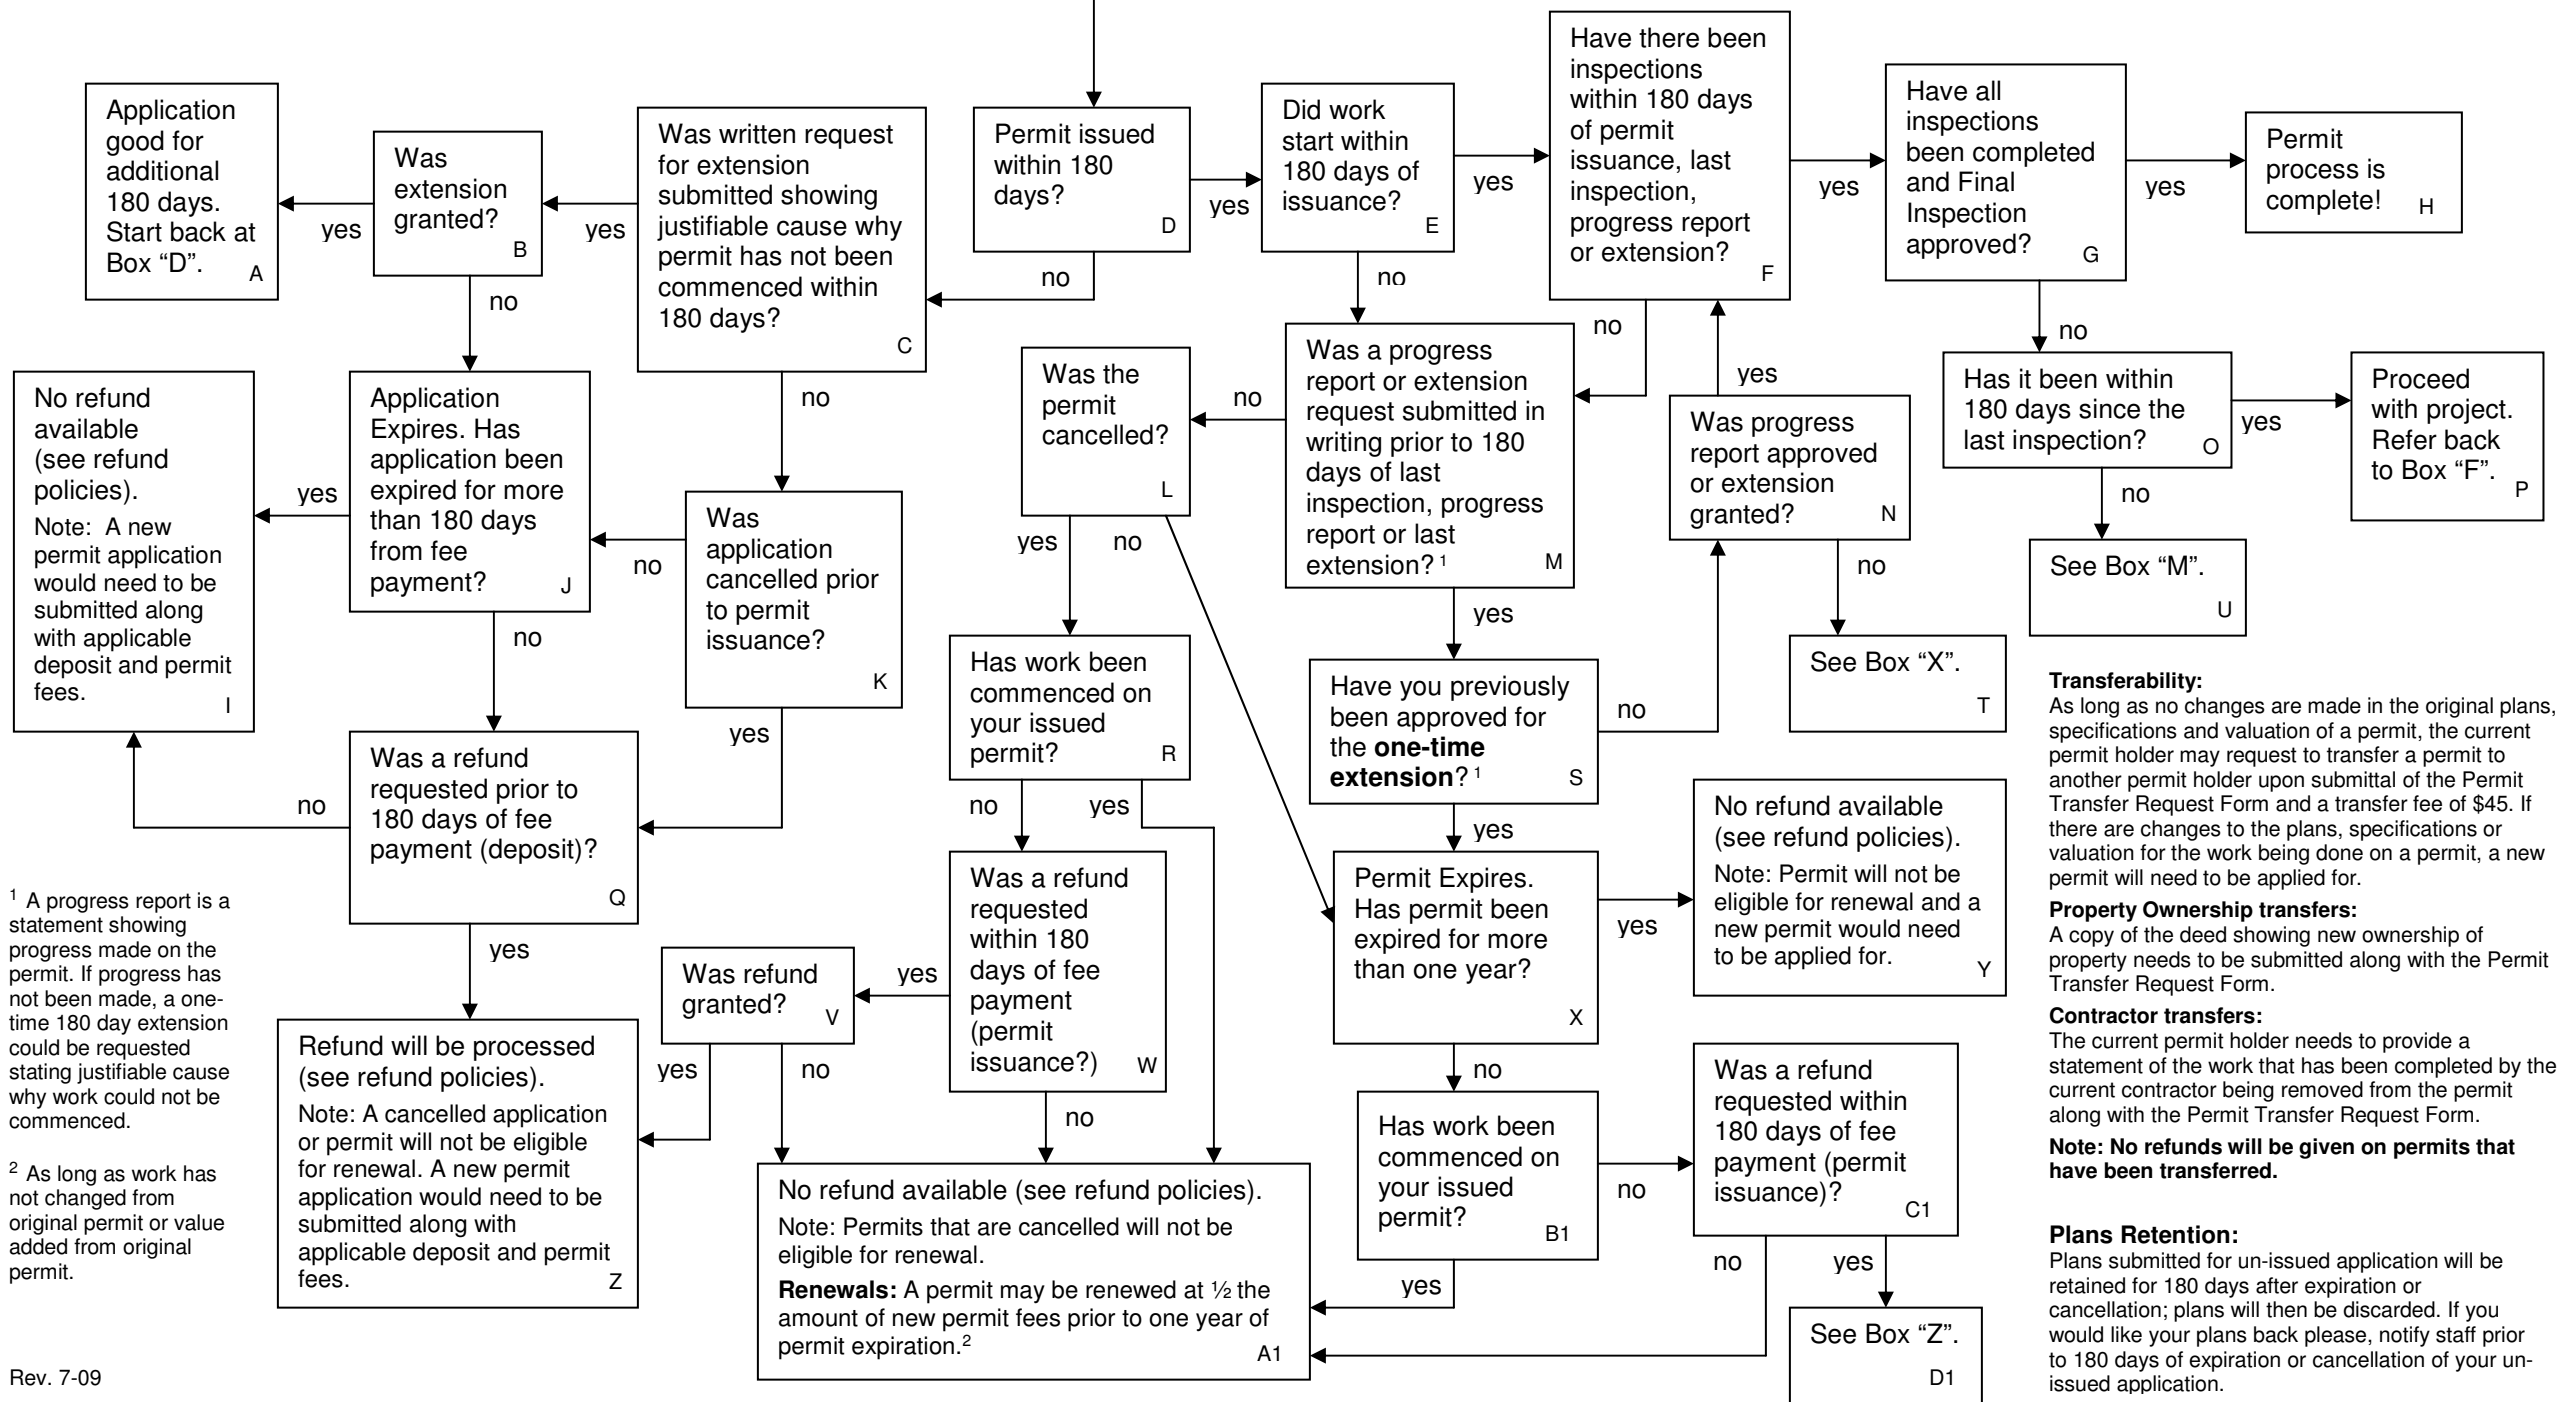 Application
good for
additional
180 days.
Start back at
Box “D”.
A
yes
Was
extension
granted?
B
no
yes
Was written request
for extension
submitted showing
justifiable cause why
permit has not been
commenced within
180 days?
C
no
Permit issued
within 180
days?
D
no
yes
Did work
start within
180 days of
issuance?
E
no
yes
Have there been
inspections
within 180 days
of permit
issuance, last
inspection,
progress report
or extension?
F
no
yes
Have all
inspections
been completed
and Final
Inspection
approved?
G
no
yes
Permit
process is
complete!
H
No refund
available
(see refund
policies).
Note: A new
permit application
would need to be
submitted along
with applicable
deposit and permit
fees.
I
yes
Application
Expires. Has
application been
expired for more
than 180 days
from fee
payment?
J
no
no
Was
application
cancelled prior
to permit
issuance?
K
yes
Was the
permit
cancelled?
L
yes
no
no
Was a progress
report or extension
request submitted in
writing prior to 180
days of last
inspection, progress
report or last
extension? 1
M
yes
yes
Was progress
report approved
or extension
granted?
N
no
Has it been within
180 days since the
last inspection?
O
no
yes
Proceed
with project.
Refer back
to Box “F”.
P
See Box “M”.
U
See Box “X”.
T
Was a refund
requested prior to
180 days of fee
payment (deposit)?
Q
no
yes
Has work been
commenced on
your issued
permit?
R
no
yes
Have you previously
been approved for
the one-time
extension? 1
S
no
yes
Was a refund
requested
within 180
days of fee
payment
(permit
issuance?)
W
yes
no
Was refund
granted?
V
yes
no
Permit Expires.
Has permit been
expired for more
than one year?
X
yes
no
No refund available
(see refund policies).
Note: Permit will not be
eligible for renewal and a
new permit would need
to be applied for.
Y
Refund will be processed
(see refund policies).
Note: A cancelled application
or permit will not be eligible
for renewal. A new permit
application would need to be
submitted along with
applicable deposit and permit
fees.
Z
No refund available (see refund policies).
Note: Permits that are cancelled will not be
eligible for renewal.
Renewals: A permit may be renewed at ½ the
amount of new permit fees prior to one year of
permit expiration.2
A1
Has work been
commenced on
your issued
permit?
B1
yes
no
Was a refund
requested within
180 days of fee
payment (permit
issuance)?
C1
no
yes
See Box “Z”.
D1
1 A progress report is a
statement showing
progress made on the
permit. If progress has
not been made, a one-
time 180 day extension
could be requested
stating justifiable cause
why work could not be
commenced.
2 As long as work has
not changed from
original permit or value
added from original
permit.
Rev. 7-09
Transferability:
As long as no changes are made in the original plans,
specifications and valuation of a permit, the current
permit holder may request to transfer a permit to
another permit holder upon submittal of the Permit
Transfer Request Form and a transfer fee of $45. If
there are changes to the plans, specifications or
valuation for the work being done on a permit, a new
permit will need to be applied for.
Property Ownership transfers:
A copy of the deed showing new ownership of
property needs to be submitted along with the Permit
Transfer Request Form.
Contractor transfers:
The current permit holder needs to provide a
statement of the work that has been completed by the
current contractor being removed from the permit
along with the Permit Transfer Request Form.
Note: No refunds will be given on permits that
have been transferred.
Plans Retention:
Plans submitted for un-issued application will be
retained for 180 days after expiration or
cancellation; plans will then be discarded. If you
would like your plans back please, notify staff prior
to 180 days of expiration or cancellation of your un-
issued application.